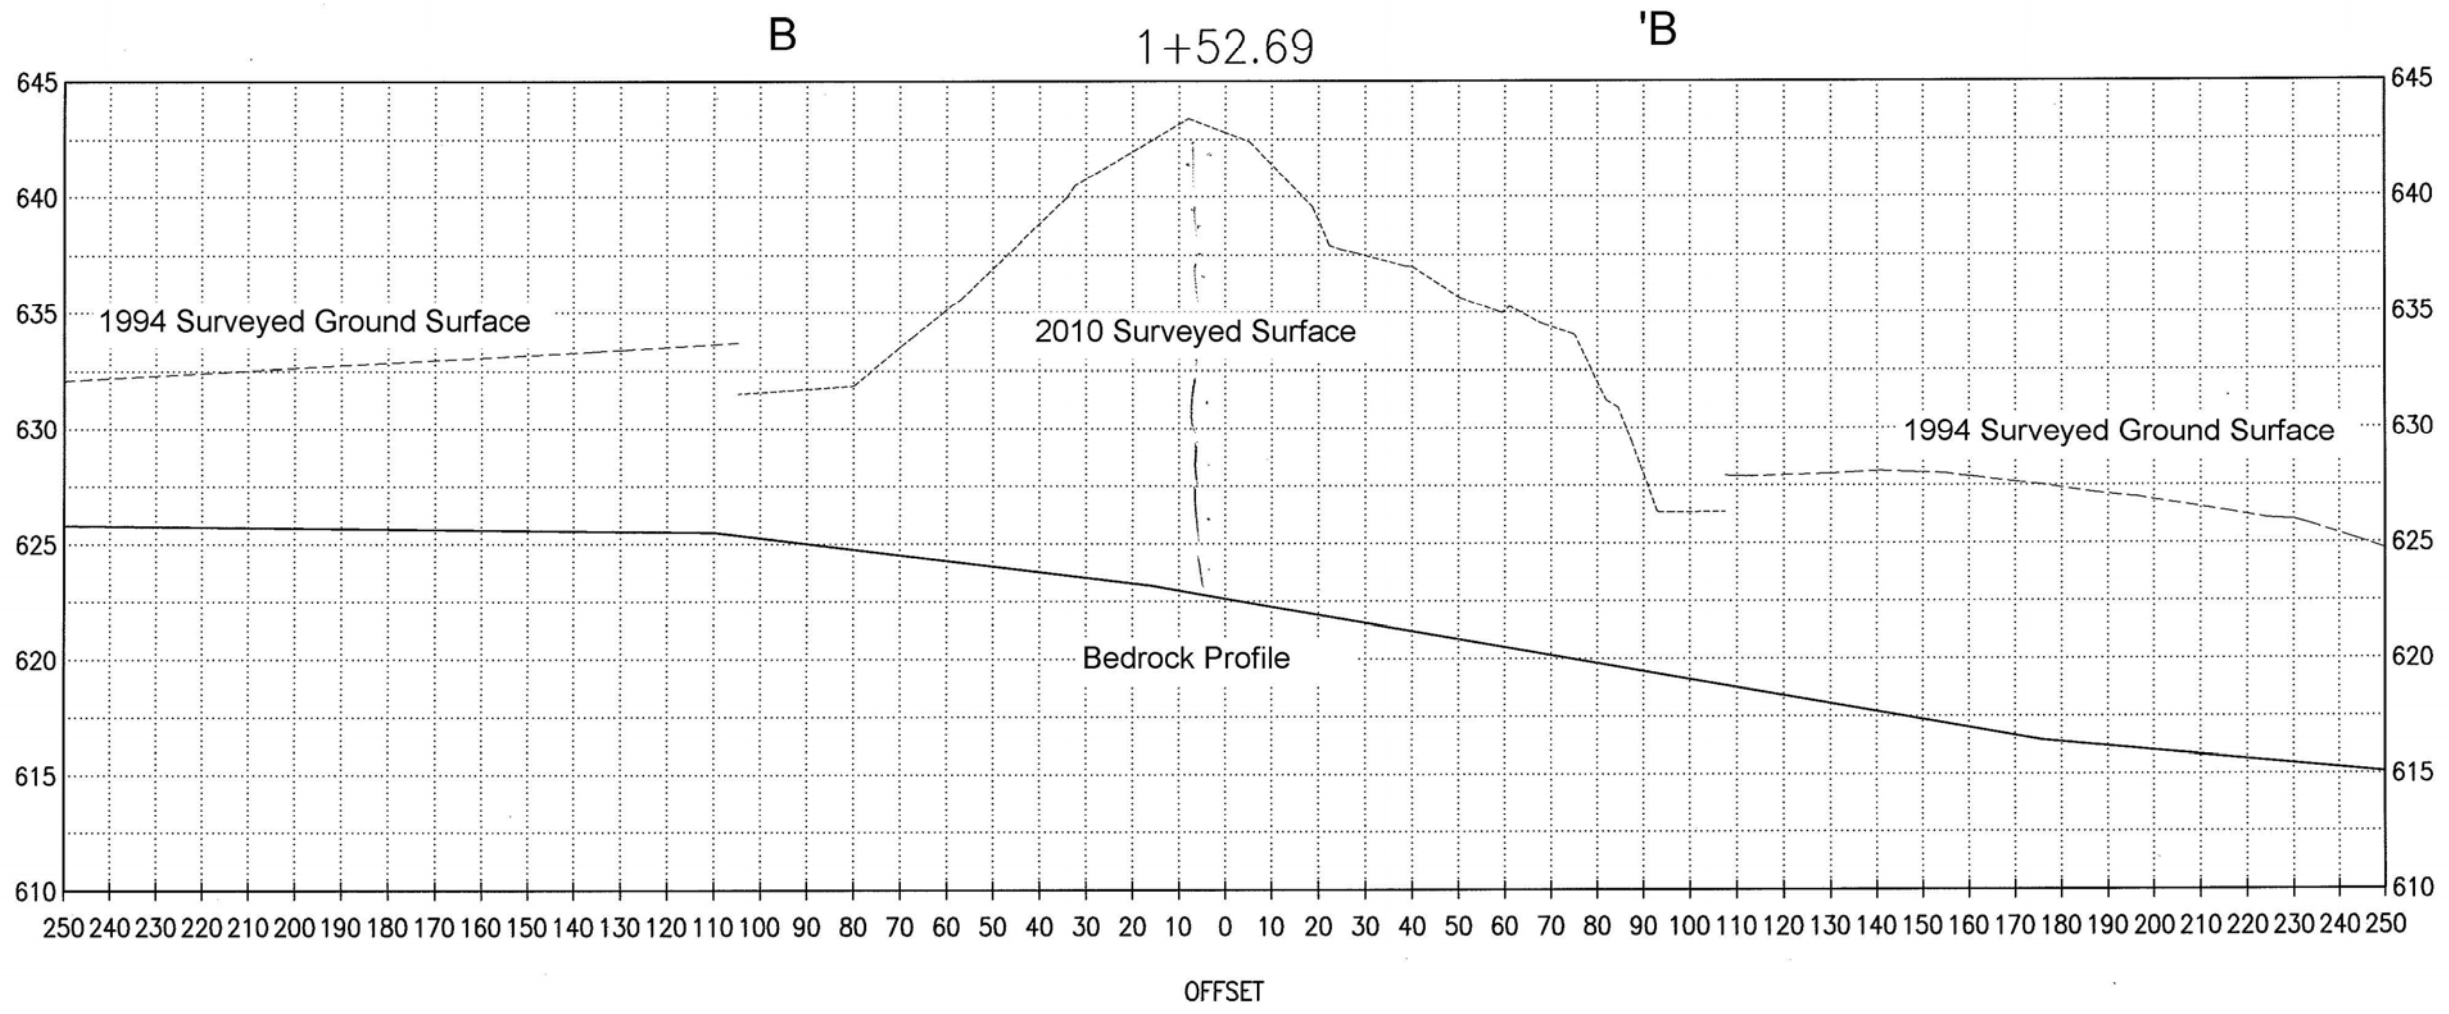 B
1+52.69
'B
645 645
640 640
635 635
1994 Surveyed Ground Surface
2010 Surveyed Surface
630 630
1994 Surveyed Ground Surface
625 625
Bedrock Profile
620 620
615 615
610 610
250 240 230 220 210 200 190 180 170 160 150 140 130 120 110 100 90 80 70 60 50 40 30 20 10 0 10 20 30 40 50 60 70 80 90 100 110 120 130 140 150 160 170 180 190 200 210 220 230 240 250
OFFSET